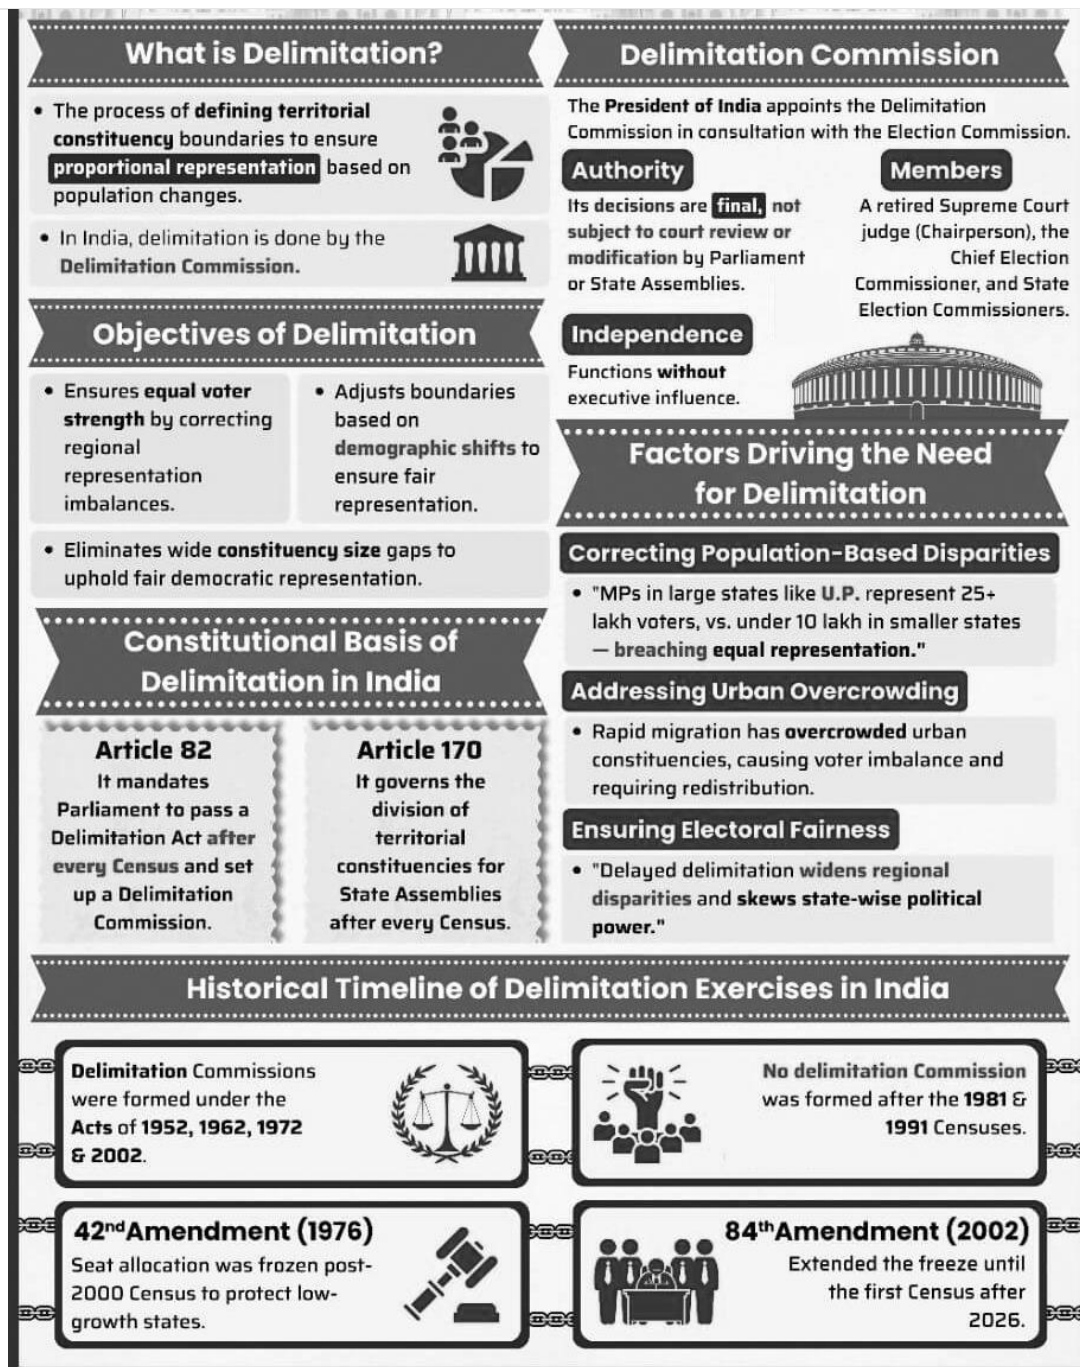 What is Delimitation?
• The process of defining territorial
constituency boundaries to ensure
proportional representation based on
population changes.
• In India, delimitation is done by the
Delimitation Commission.
Objectives of Delimitation
• Ensures equal voter
strength by correcting
regional
representation
imbalances.
• Adjusts boundaries
based on
demographic shifts to
ensure fair
representation.
• Eliminates wide constituency size gaps to
uphold fair democratic representation.
Constitutional Basis of
Delimitation in India
Article 82
It mandates
Parliament to pass a
Delimitation Act after
every Census and set
up a Delimitation
Commission.
Article 170
It governs the
division of
territorial
constituencies for
State Assemblies
after every Census.
Delimitation Commission
The President of India appoints the Delimitation
Commission in consultation with the Election Commission.
Authority
Its decisions are final, not
subject to court review or
modification by Parliament
or State Assemblies.
Members
A retired Supreme Court
judge (Chairperson), the
Chief Election
Commissioner, and State
Election Commissioners.
Independence
Functions without
executive influence.
Factors Driving the Need
for Delimitation
Correcting Population-Based Disparities
• "MPs in large states like U.P. represent 25+
lakh voters, vs. under 10 lakh in smaller states
— breaching equal representation."
Addressing Urban Overcrowding
• Rapid migration has overcrowded urban
constituencies, causing voter imbalance and
requiring redistribution.
Ensuring Electoral Fairness
• "Delayed delimitation widens regional
disparities and skews state-wise political
power."
Historical Timeline of Delimitation Exercises in India
Delimitation Commissions
were formed under the
Acts of 1952, 1962, 1972
& 2002.
No delimitation Commission
was formed after the 1981 &
1991 Censuses.
42nd Amendment (1976)
Seat allocation was frozen post-
2000 Census to protect low-
growth states.
84th Amendment (2002)
Extended the freeze until
the first Census after
2026.